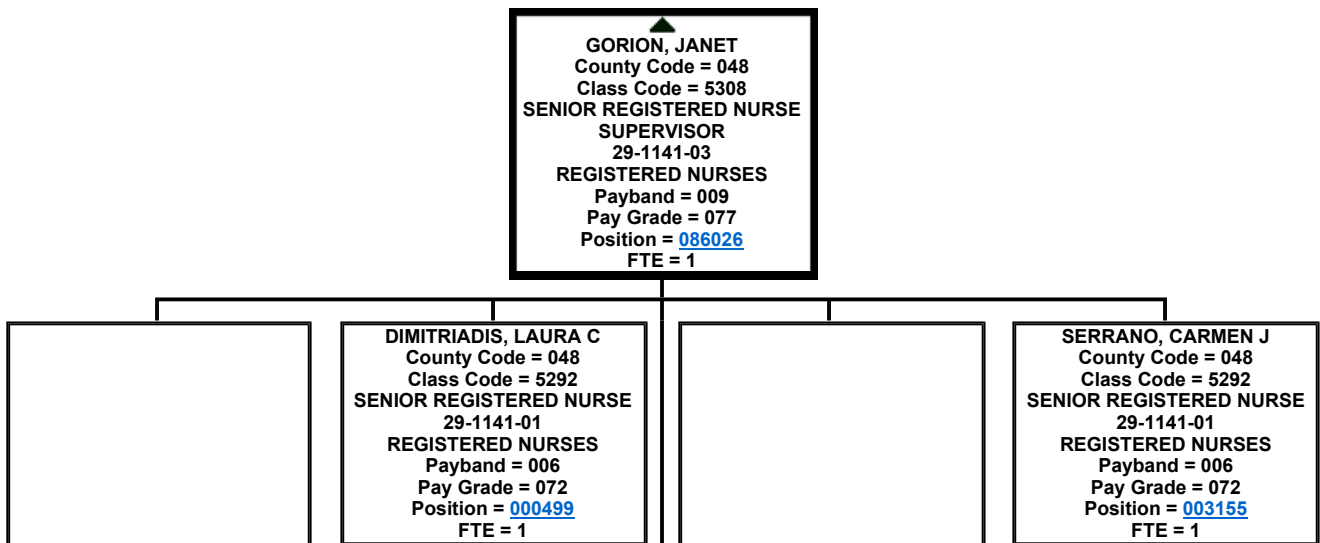 GORION, JANET
County Code = 048
Class Code = 5308
SENIOR REGISTERED NURSE
SUPERVISOR
29-1141-03
REGISTERED NURSES
Payband = 009
Pay Grade = 077
Position = 086026
FTE = 1
DIMITRIADIS, LAURA C
County Code = 048
Class Code = 5292
SENIOR REGISTERED NURSE
29-1141-01
REGISTERED NURSES
Payband = 006
Pay Grade = 072
Position = 000499
FTE = 1
SERRANO, CARMEN J
County Code = 048
Class Code = 5292
SENIOR REGISTERED NURSE
29-1141-01
REGISTERED NURSES
Payband = 006
Pay Grade = 072
Position = 003155
FTE = 1